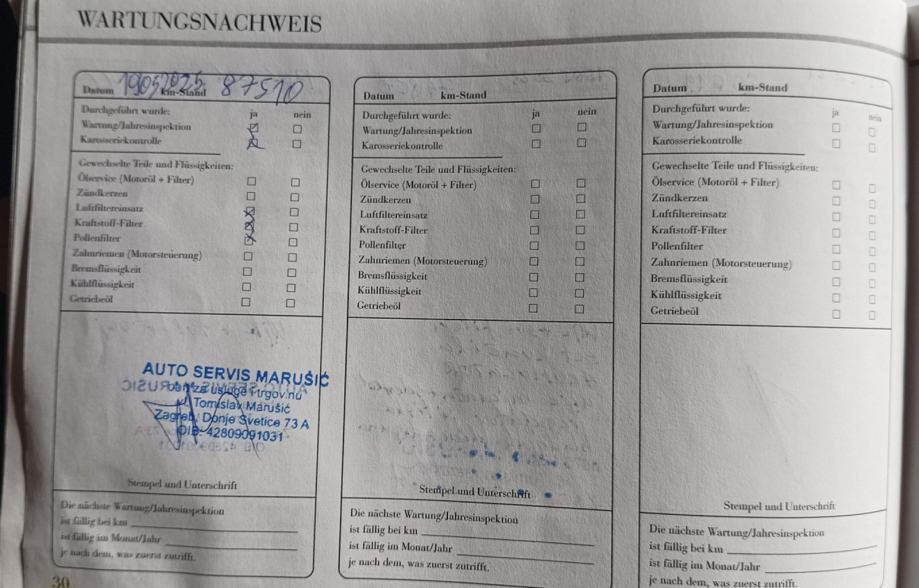 WARTUNGSNACHWEIS
Datum 19052025 km-Stand 87510
Durchgeführt wurde: ja nein
Wartung/Jahresinspektion
Karosseriekontrolle
Gewechselte Teile und Flüssigkeiten:
Ölservice (Motoröl + Filter)
Zündkerzen
Luftfiltereinsatz
Kraftstoff-Filter
Pollenfilter
Zahnriemen (Motorsteuerung)
Bremsflüssigkeit
Kühlflüssigkeit
Getriebeöl
AUTO SERVIS MARUŠIĆ
obrt za usluge i trgovinu
Tomislav Marušić
Zagreb, Donje Svetice 73 A
OIB: 42809091031
Stempel und Unterschrift
Die nächste Wartung/Jahresinspektion
ist fällig bei km
ist fällig im Monat/Jahr
je nach dem, was zuerst zutrifft.
30
Datum km-Stand
Durchgeführt wurde: ja nein
Wartung/Jahresinspektion
Karosseriekontrolle
Gewechselte Teile und Flüssigkeiten:
Ölservice (Motoröl + Filter)
Zündkerzen
Luftfiltereinsatz
Kraftstoff-Filter
Pollenfilter
Zahnriemen (Motorsteuerung)
Bremsflüssigkeit
Kühlflüssigkeit
Getriebeöl
Stempel und Unterschrift
Die nächste Wartung/Jahresinspektion
ist fällig bei km
ist fällig im Monat/Jahr
je nach dem, was zuerst zutrifft.
Datum km-Stand
Durchgeführt wurde: ja nein
Wartung/Jahresinspektion
Karosseriekontrolle
Gewechselte Teile und Flüssigkeiten:
Ölservice (Motoröl + Filter)
Zündkerzen
Luftfiltereinsatz
Kraftstoff-Filter
Pollenfilter
Zahnriemen (Motorsteuerung)
Bremsflüssigkeit
Kühlflüssigkeit
Getriebeöl
Stempel und Unterschrift
Die nächste Wartung/Jahresinspektion
ist fällig bei km
ist fällig im Monat/Jahr
je nach dem, was zuerst zutrifft.